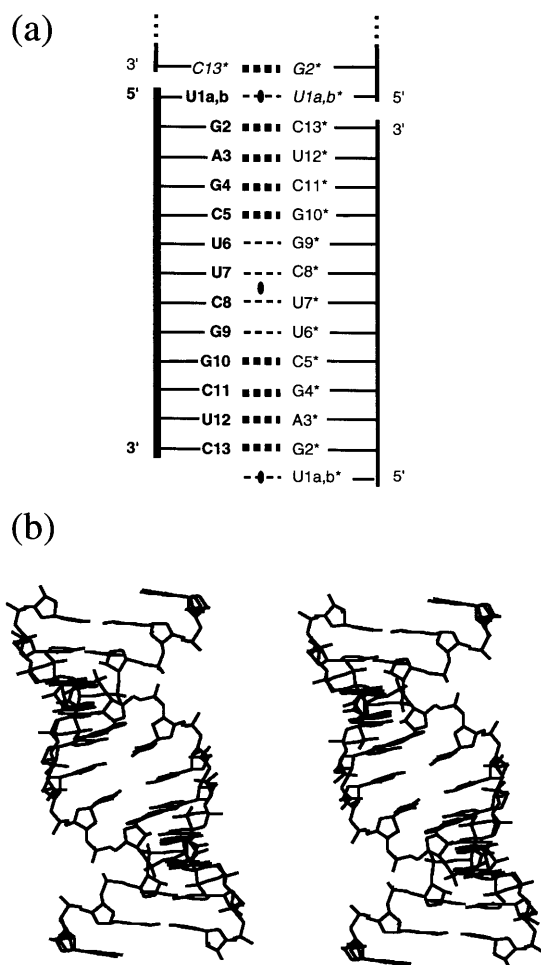 (a)
3' C13* G2*
5' U1a,b U1a,b* 5'
G2 C13* 3'
A3 U12*
G4 C11*
C5 G10*
U6 G9*
U7 C8*
C8 U7*
G9 U6*
G10 C5*
C11 G4*
U12 A3*
3' C13 G2*
U1a,b* 5'
(b)